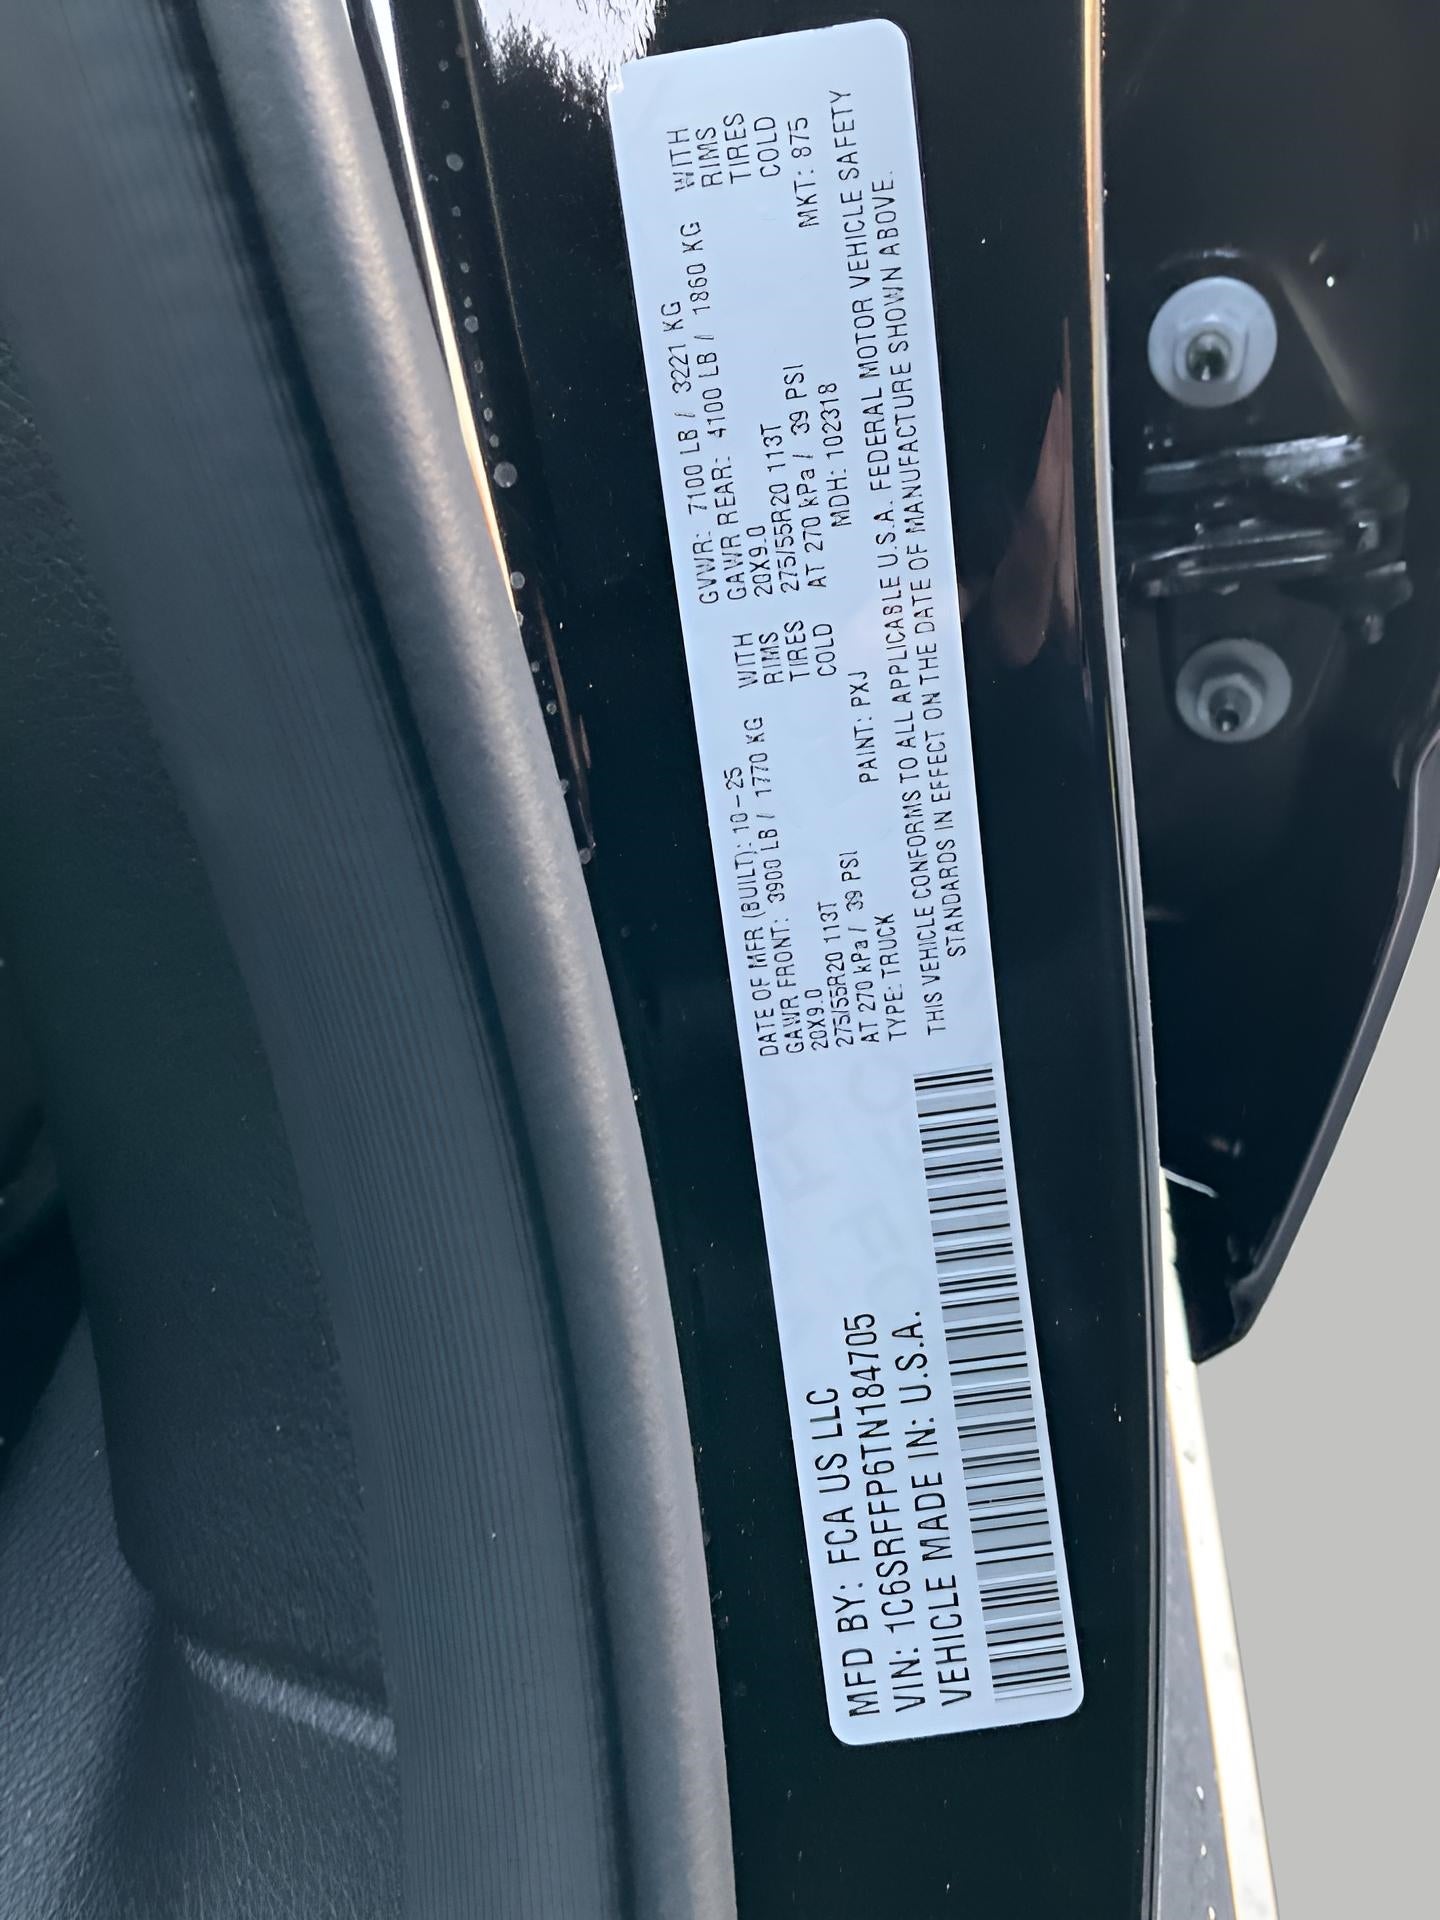 MFD BY: FCA US LLC
VIN: 1C6SRFFP6TN184705
VEHICLE MADE IN: U.S.A.
DATE OF MFR (BUILT): 10-25 GVWR: 7100 LB / 3221 KG
GAWR FRONT: 3900 LB / 1770 KG WITH GAWR REAR: 4100 LB / 1860 KG WITH
20X9.0 RIMS 20X9.0 RIMS
275/55R20 113T TIRES 275/55R20 113T TIRES
AT 270 kPa / 39 PSI COLD AT 270 kPa / 39 PSI COLD
TYPE: TRUCK PAINT: PXJ MDH: 102318 MKT: 875
THIS VEHICLE CONFORMS TO ALL APPLICABLE U.S.A. FEDERAL MOTOR VEHICLE SAFETY
STANDARDS IN EFFECT ON THE DATE OF MANUFACTURE SHOWN ABOVE.